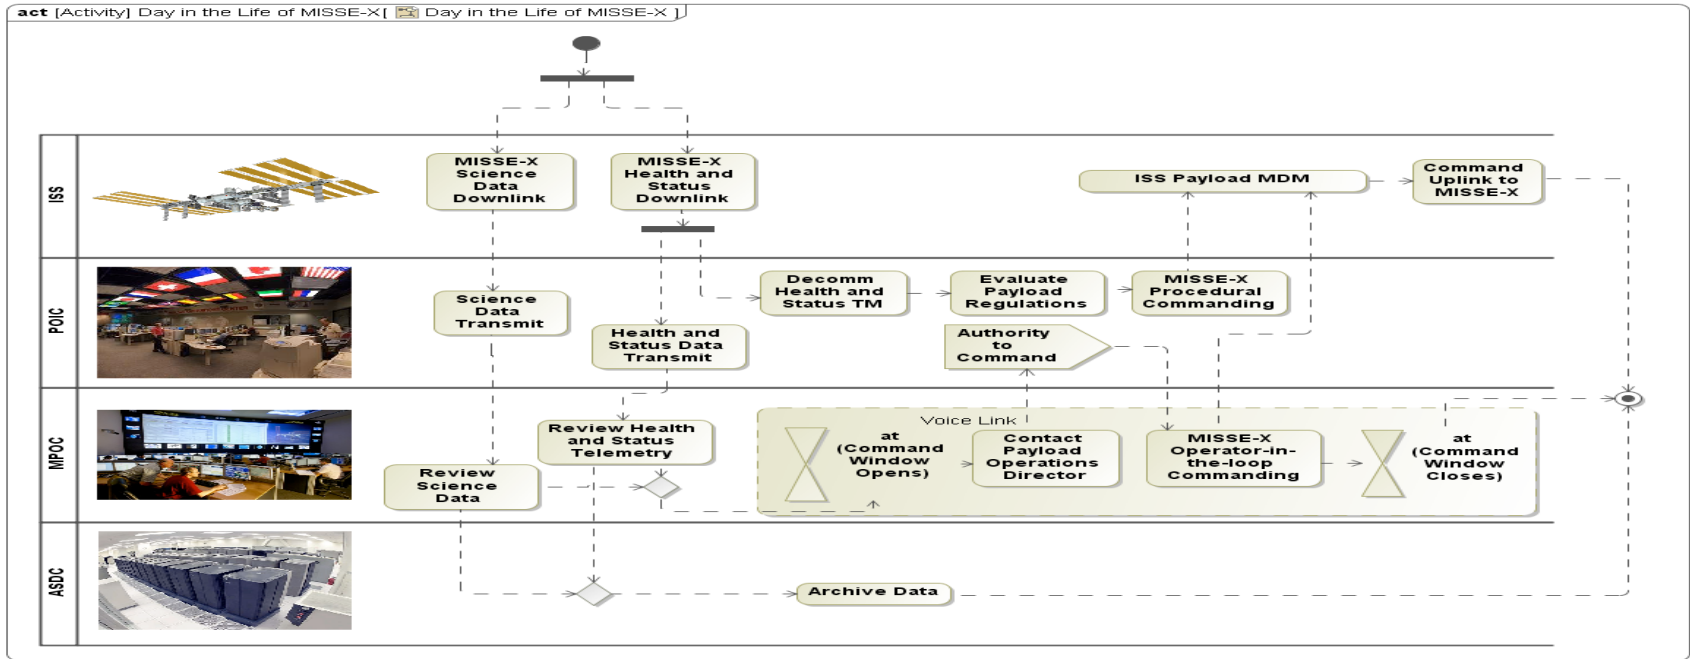 act [Activity] Day in the Life of MISSE-X[ Day in the Life of MISSE-X ]
ISS
MISSE-X
Science
Data
Downlink
MISSE-X
Health and
Status
Downlink
ISS Payload MDM
Command
Uplink to
MISSE-X
POIC
Science
Data
Transmit
Health and
Status Data
Transmit
Decomm
Health and
Status TM
Evaluate
Payload
Regulations
MISSE-X
Procedural
Commanding
Authority
to
Command
MPOC
Review Health
and Status
Telemetry
Review
Science
Data
Voice Link
at
(Command
Window
Opens)
Contact
Payload
Operations
Director
MISSE-X
Operator-in-
the-loop
Commanding
at
(Command
Window
Closes)
ASDC
Archive Data